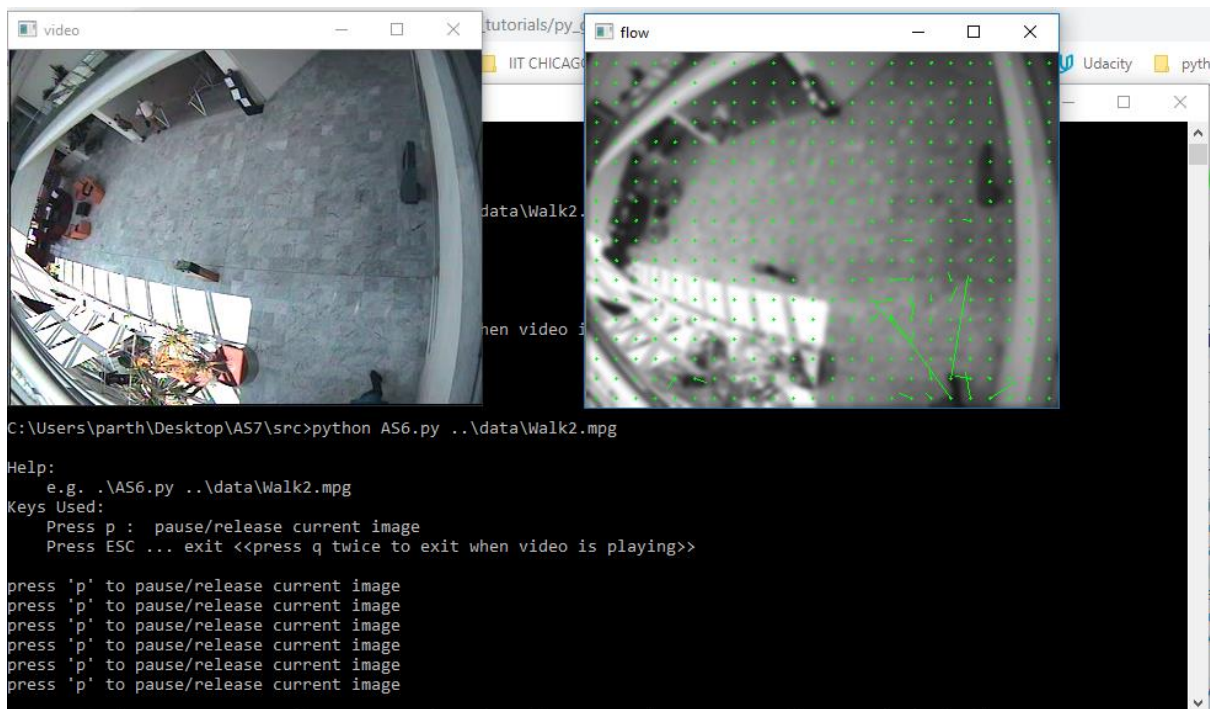 video
_tutorials/py_g
flow
IIT CHICAGO
Udacity
pyth
data\Walk2.
hen video i
C:\Users\parth\Desktop\AS7\src>python AS6.py ..\data\Walk2.mpg
Help:
e.g. .\AS6.py ..\data\Walk2.mpg
Keys Used:
Press p :  pause/release current image
Press ESC ... exit <<press q twice to exit when video is playing>>
press 'p' to pause/release current image
press 'p' to pause/release current image
press 'p' to pause/release current image
press 'p' to pause/release current image
press 'p' to pause/release current image
press 'p' to pause/release current image